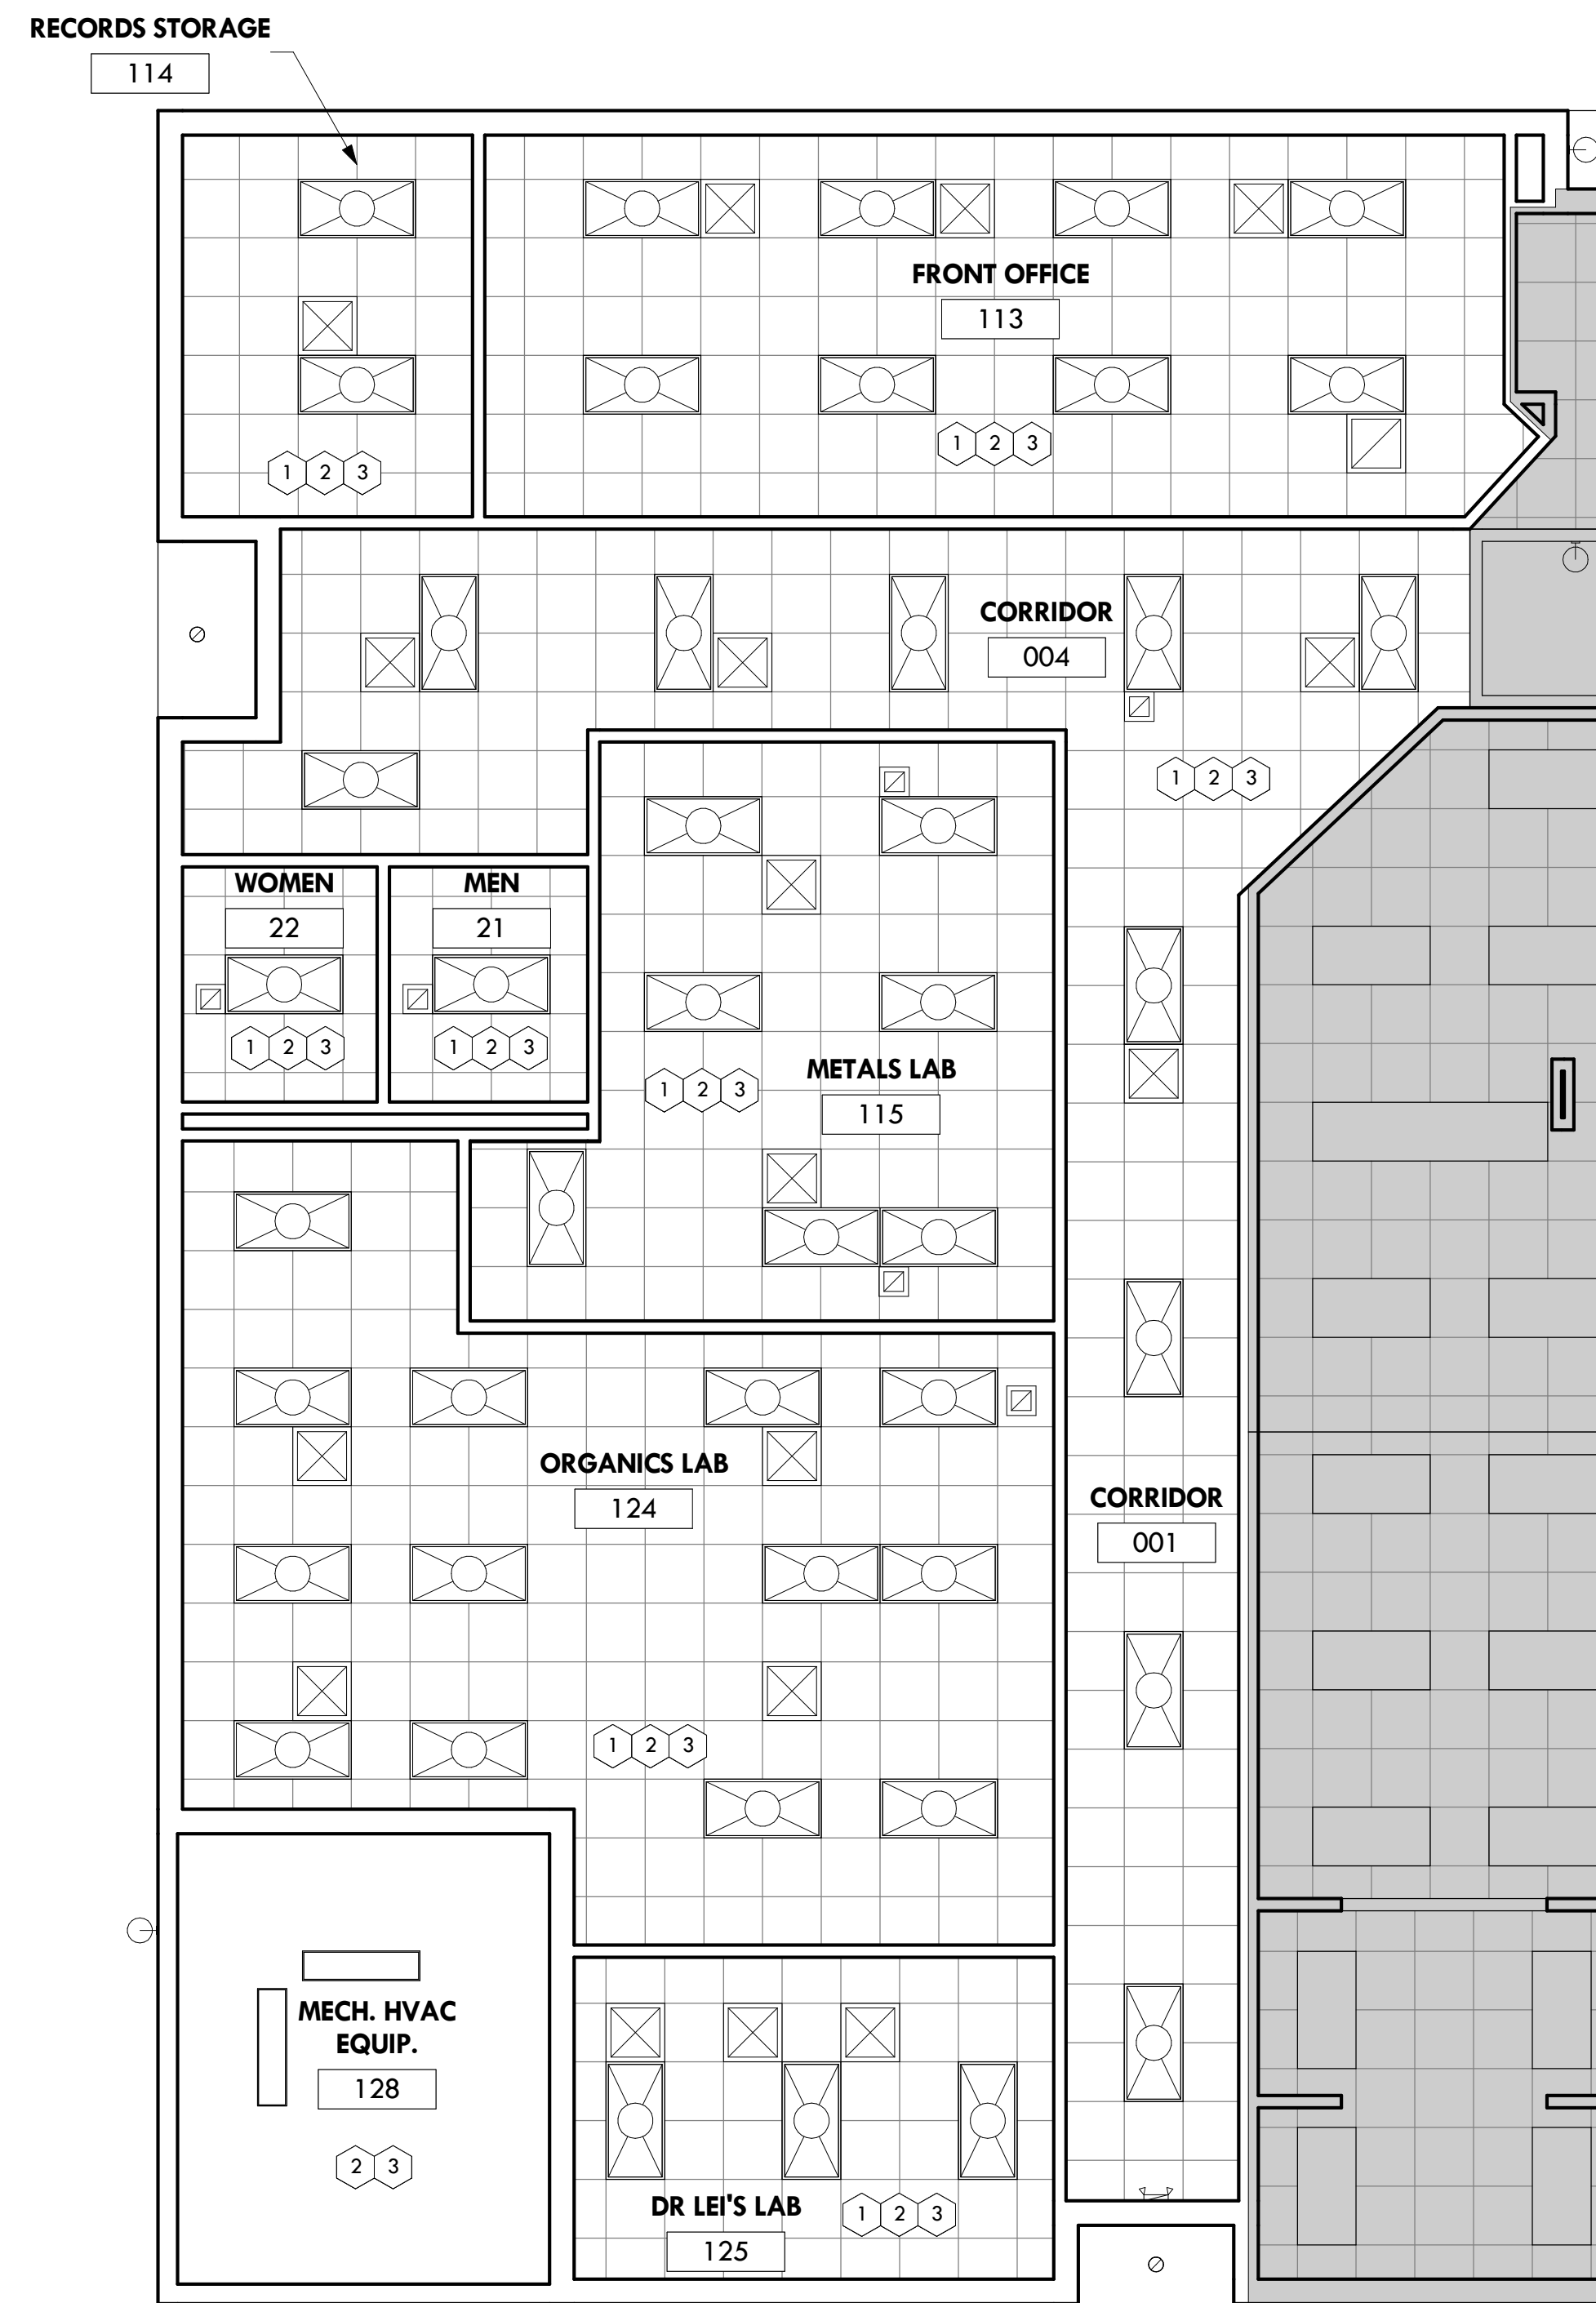 RECORDS STORAGE
114
FRONT OFFICE
113
1 2 3
1 2 3
CORRIDOR
004
1 2 3
WOMEN
22
1 2 3
MEN
21
1 2 3
METALS LAB
115
1 2 3
ORGANICS LAB
124
1 2 3
CORRIDOR
001
MECH. HVAC
EQUIP.
128
2 3
DR LEI'S LAB
125
1 2 3